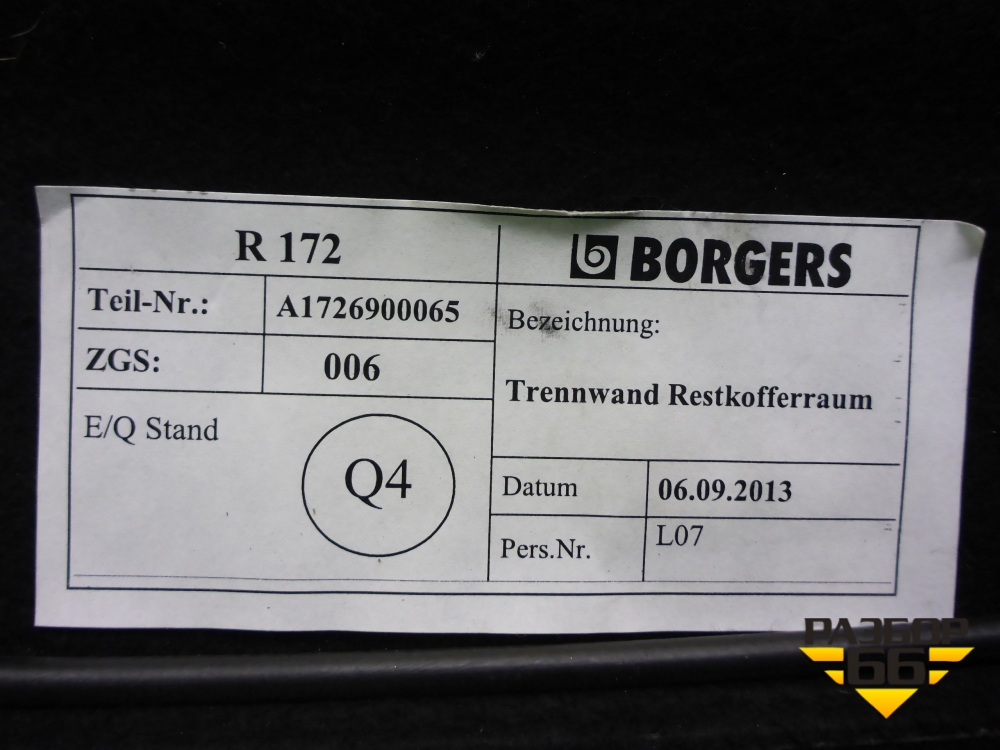 R 172
BORGERS
Teil-Nr.:
A1726900065
ZGS:
006
E/Q Stand
Q4
Bezeichnung:
Trennwand Restkofferraum
Datum
06.09.2013
Pers.Nr.
L07
РАЗБОР
66